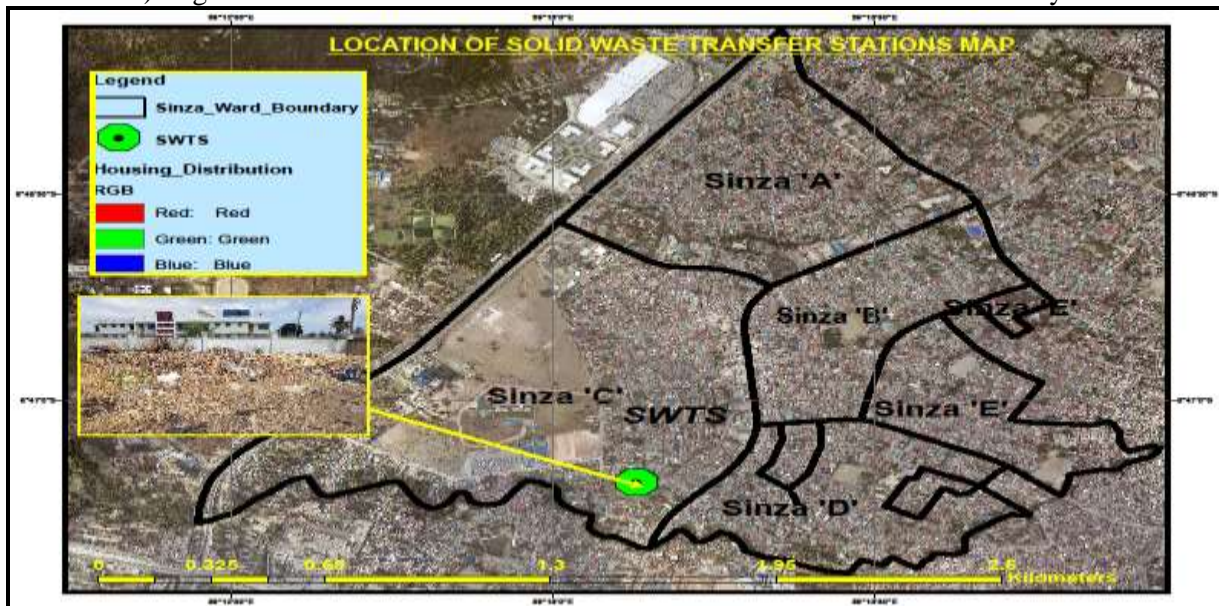 LOCATION OF SOLID WASTE TRANSFER STATIONS MAP
Legend
Sinza_Ward_Boundary
SWTS
Housing_Distribution
RGB
Red: Red
Green: Green
Blue: Blue
Sinza 'A'
Sinza 'B'
Sinza 'E'
Sinza 'C'
SWTS
Sinza 'E'
Sinza 'D'
0 0.325 0.65 1.3 1.95 2.6
Kilometers